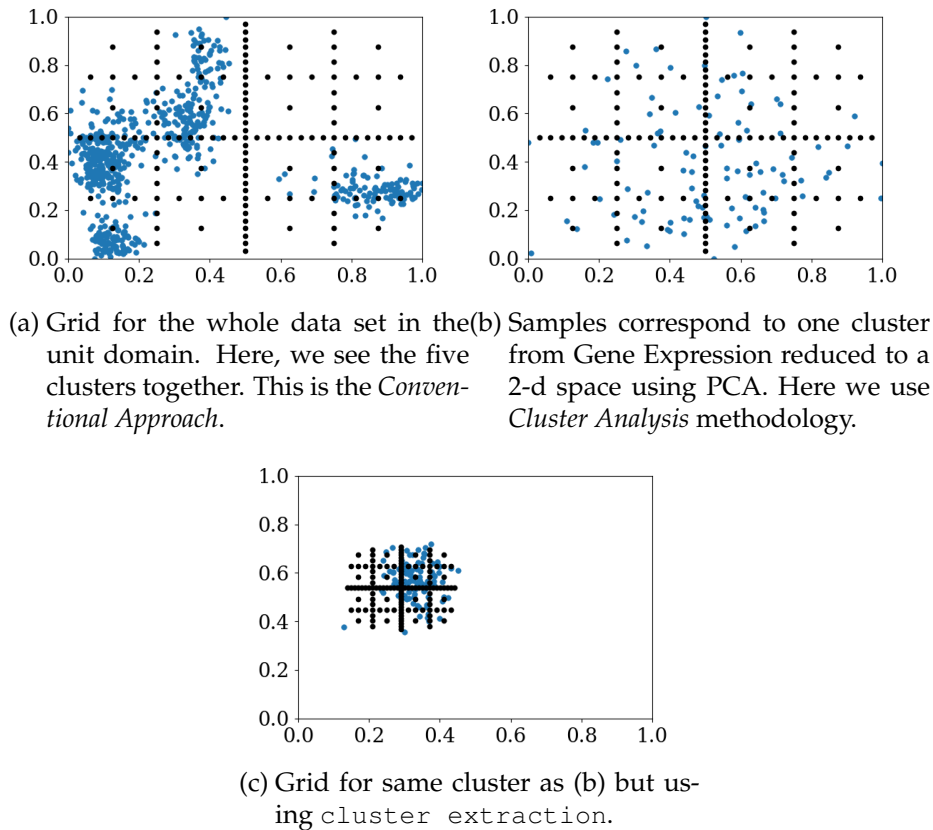 1.0
0.8
0.6
0.4
0.2
0.0
0.0 0.2 0.4 0.6 0.8 1.0
1.0
0.8
0.6
0.4
0.2
0.0
0.0 0.2 0.4 0.6 0.8 1.0
(a) Grid for the whole data set in the
unit domain. Here, we see the five
clusters together. This is the Conven-
tional Approach.
(b) Samples correspond to one cluster
from Gene Expression reduced to a
2-d space using PCA. Here we use
Cluster Analysis methodology.
1.0
0.8
0.6
0.4
0.2
0.0
0.0 0.2 0.4 0.6 0.8 1.0
(c) Grid for same cluster as (b) but us-
ing cluster extraction.